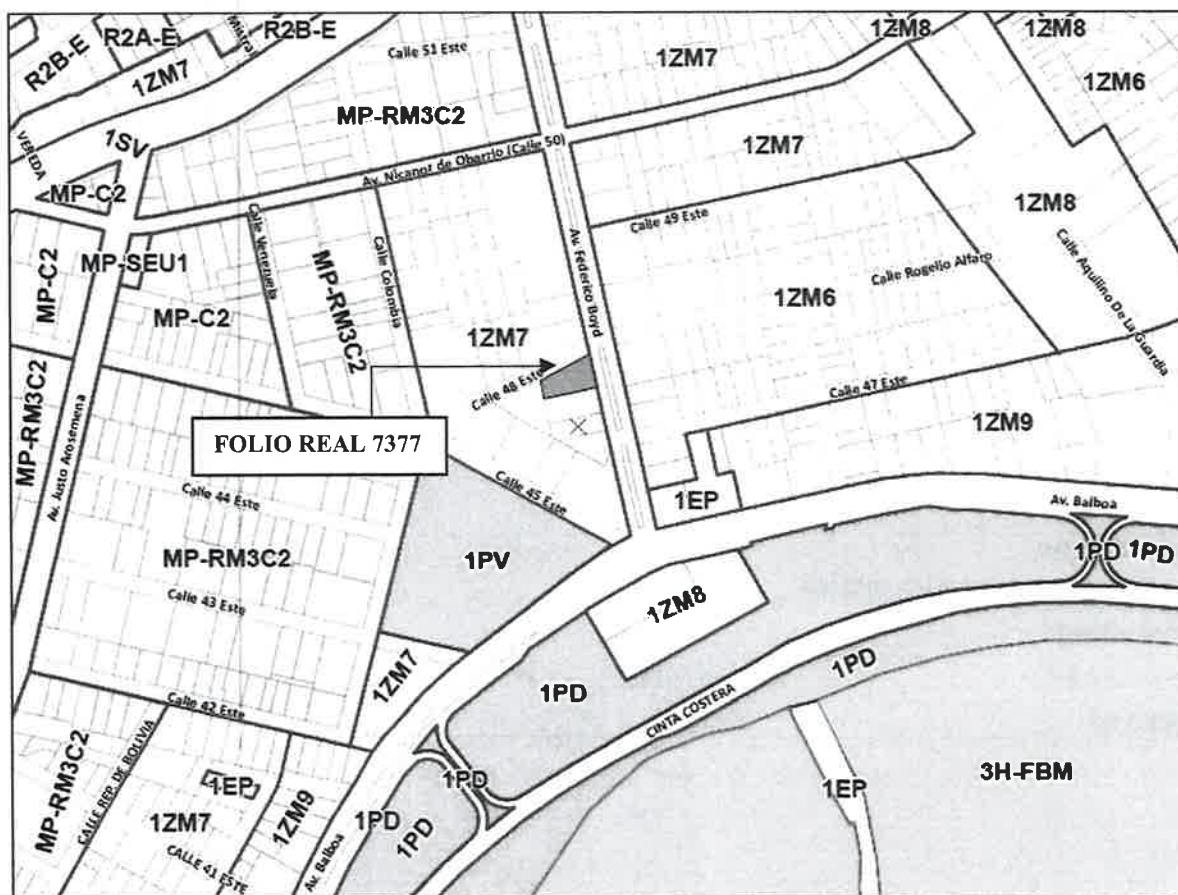 R2B-E
R2A-E
Mistral
R2B-E
1ZM7
Calle 51 Este
1ZM7
1ZM8
1ZM8
1ZM6
VEREDA
1SV
MP-RM3C2
Av. Nicanor de Obarrio (Calle 50)
1ZM7
MP-C2
Calle Venezuela
Calle Colombia
Av. Federico Boyd
Calle 49 Este
1ZM8
MP-SEU1
MP-C2
MP-C2
MP-RM3C2
Calle Rogelio Alfaro
Calle Aquilino De La Guardia
1ZM6
1ZM7
MP-RM3C2
Calle 48 Este
Calle 47 Este
FOLIO REAL 7377
1ZM9
Av. Justo Arosemena
Calle 44 Este
Calle 45 Este
1EP
Av. Balboa
MP-RM3C2
1PV
1PD
1PD
Calle 43 Este
1ZM8
1ZM7
1PD
1PD
Calle 42 Este
CINTA COSTERA
MP-RM3C2
CALLE REP. DE BOLIVIA
1EP
1PD
1EP
3H-FBM
1ZM7
1ZM9
1PD
1PD
CALLE 41 ESTE
Av. Balboa